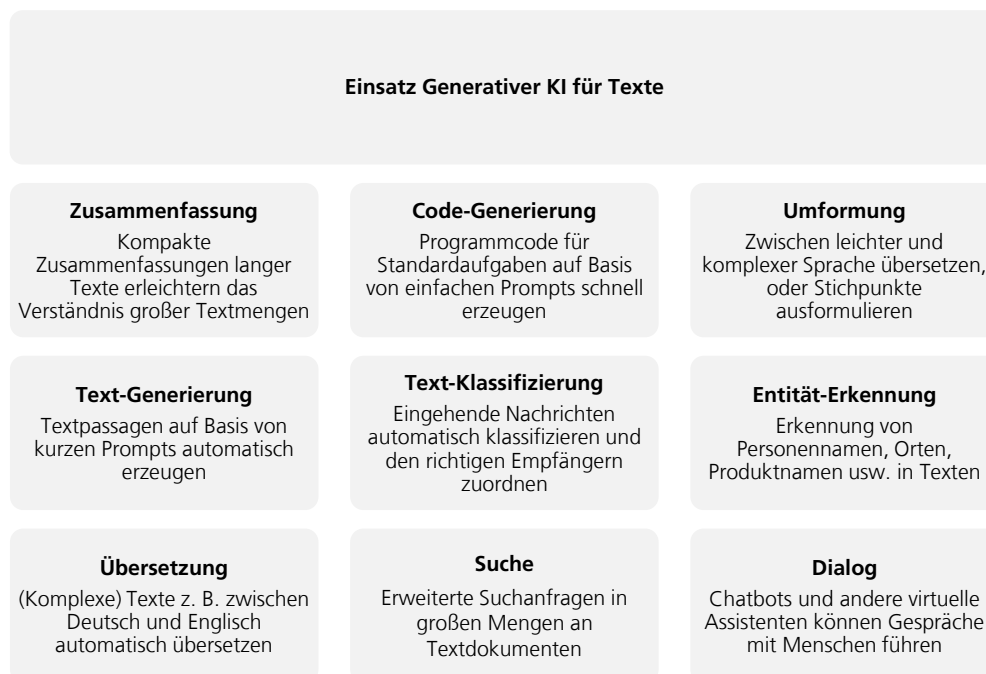 Einsatz Generativer KI für Texte
Zusammenfassung
Kompakte
Zusammenfassungen langer
Texte erleichtern das
Verständnis großer Textmengen
Code-Generierung
Programmcode für
Standardaufgaben auf Basis
von einfachen Prompts schnell
erzeugen
Umformung
Zwischen leichter und
komplexer Sprache übersetzen,
oder Stichpunkte
ausformulieren
Text-Generierung
Textpassagen auf Basis von
kurzen Prompts automatisch
erzeugen
Text-Klassifizierung
Eingehende Nachrichten
automatisch klassifizieren und
den richtigen Empfängern
zuordnen
Entität-Erkennung
Erkennung von
Personennamen, Orten,
Produktnamen usw. in Texten
Übersetzung
(Komplexe) Texte z. B. zwischen
Deutsch und Englisch
automatisch übersetzen
Suche
Erweiterte Suchanfragen in
großen Mengen an
Textdokumenten
Dialog
Chatbots und andere virtuelle
Assistenten können Gespräche
mit Menschen führen